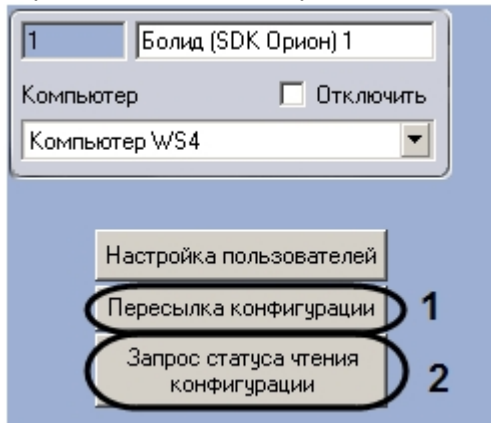 1 Болид (SDK Орион) 1
Компьютер Отключить
Компьютер WS4
Настройка пользователей
Пересылка конфигурации 1
Запрос статуса чтения
конфигурации 2